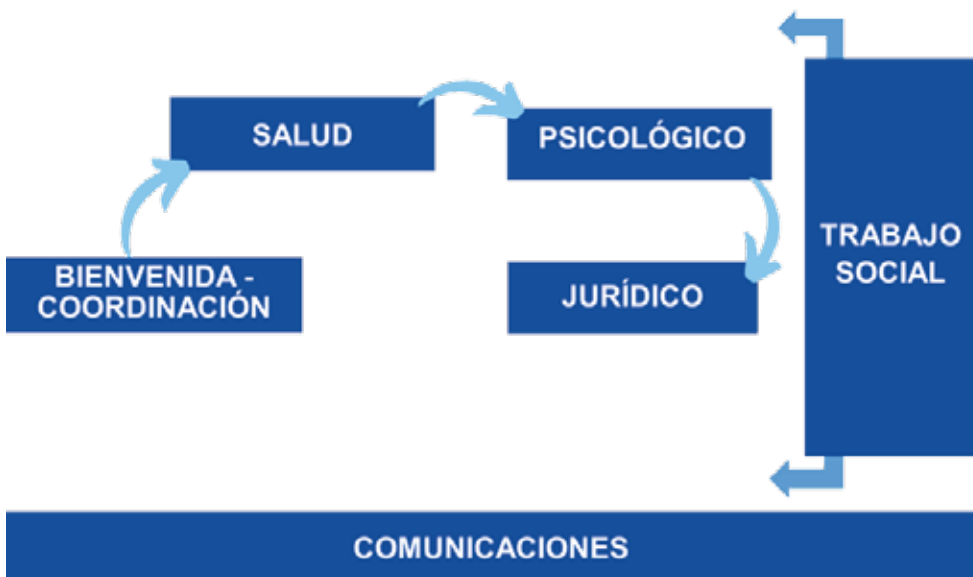 SALUD
PSICOLÓGICO
BIENVENIDA -
COORDINACIÓN
JURÍDICO
TRABAJO
SOCIAL
COMUNICACIONES